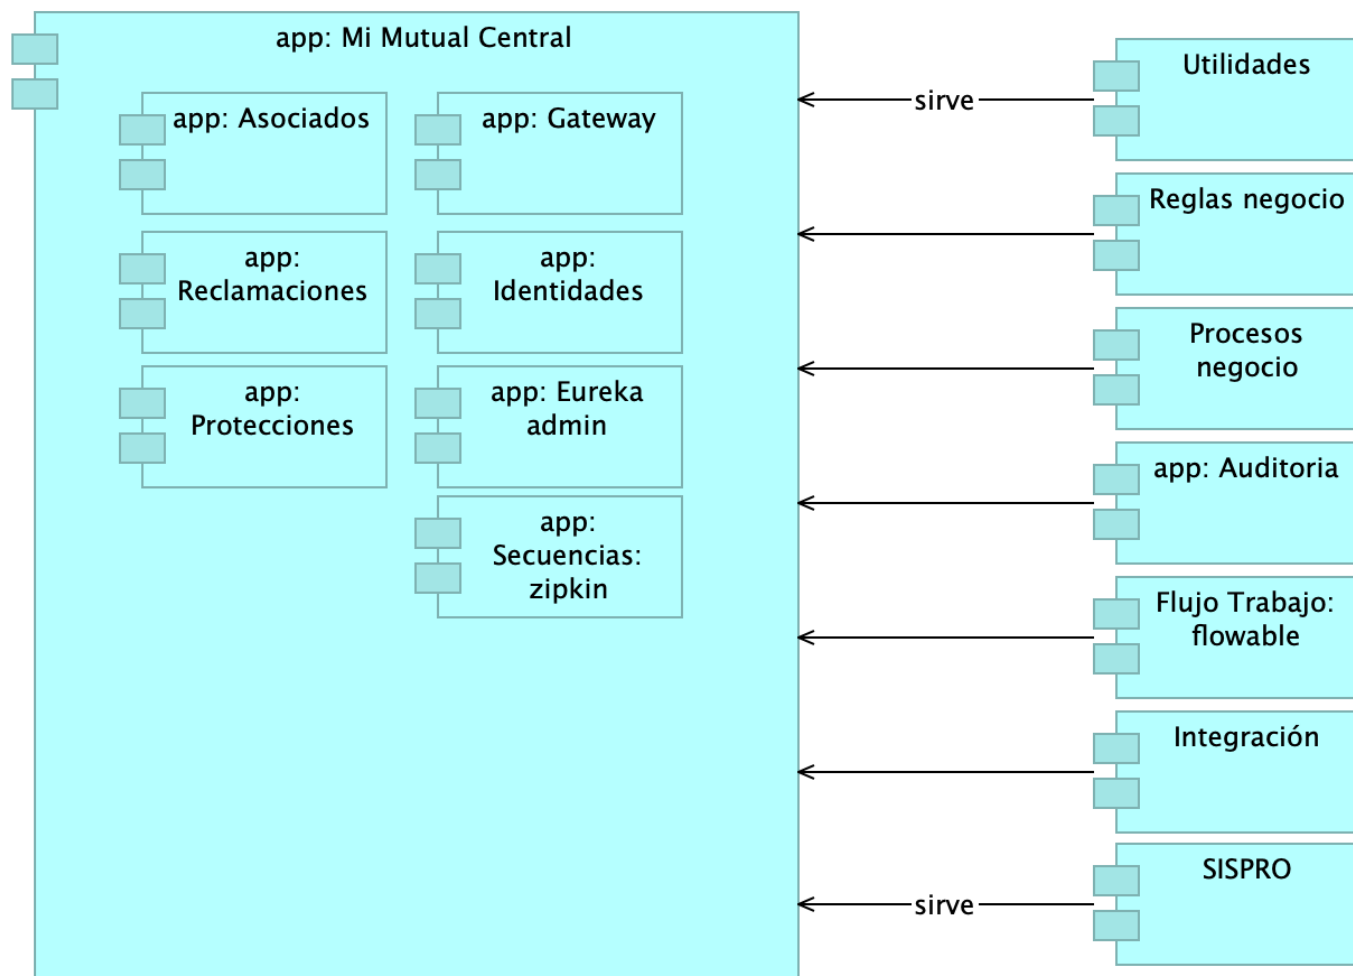 app: Mi Mutual Central
app: Asociados
app: Gateway
app:
Reclamaciones
app:
Identidades
app:
Protecciones
app: Eureka
admin
app:
Secuencias:
zipkin
sirve
Utilidades
Reglas negocio
Procesos
negocio
app: Auditoria
Flujo Trabajo:
flowable
Integración
sirve
SISPRO